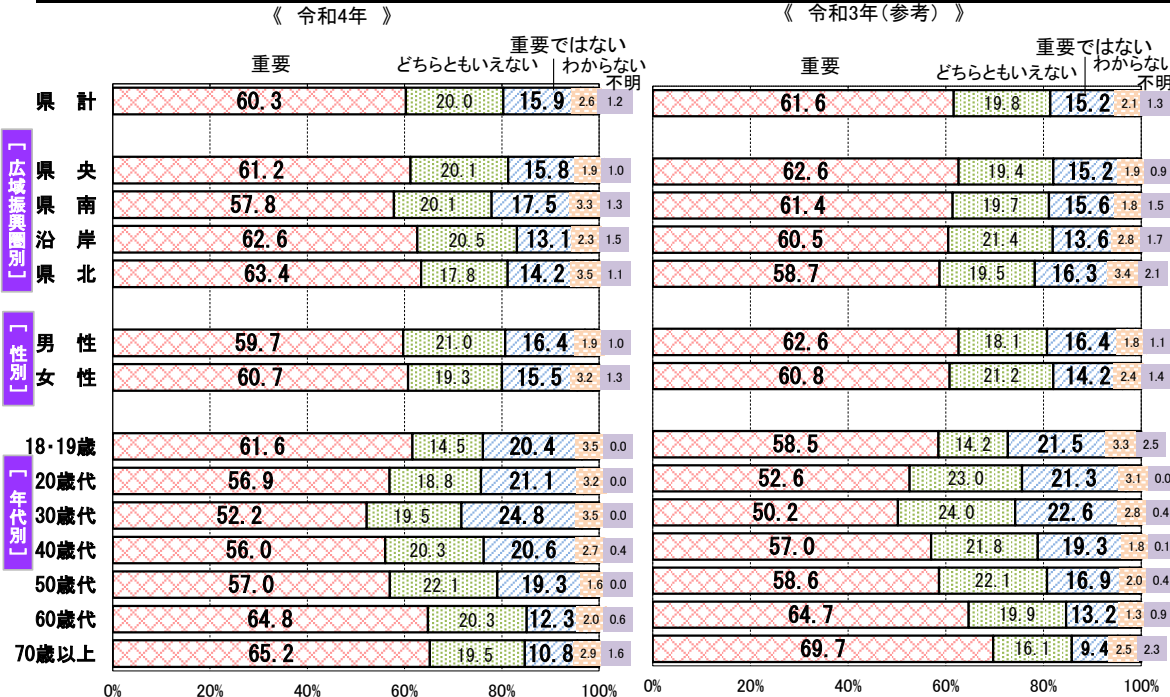 《 令和4年 》 《 令和3年(参考) 》
重要 どちらともいえない 重要ではない わからない 不明 重要 どちらともいえない 重要ではない わからない 不明
県 計 60.3 20.0 15.9 2.6 1.2 61.6 19.8 15.2 2.1 1.3
[広域振興圏別]
県 央 61.2 20.1 15.8 1.9 1.0 62.6 19.4 15.2 1.9 0.9
県 南 57.8 20.1 17.5 3.3 1.3 61.4 19.7 15.6 1.8 1.5
沿 岸 62.6 20.5 13.1 2.3 1.5 60.5 21.4 13.6 2.8 1.7
県 北 63.4 17.8 14.2 3.5 1.1 58.7 19.5 16.3 3.4 2.1
[性別]
男 性 59.7 21.0 16.4 1.9 1.0 62.6 18.1 16.4 1.8 1.1
女 性 60.7 19.3 15.5 3.2 1.3 60.8 21.2 14.2 2.4 1.4
[年代別]
18・19歳 61.6 14.5 20.4 3.5 0.0 58.5 14.2 21.5 3.3 2.5
20歳代 56.9 18.8 21.1 3.2 0.0 52.6 23.0 21.3 3.1 0.0
30歳代 52.2 19.5 24.8 3.5 0.0 50.2 24.0 22.6 2.8 0.4
40歳代 56.0 20.3 20.6 2.7 0.4 57.0 21.8 19.3 1.8 0.1
50歳代 57.0 22.1 19.3 1.6 0.0 58.6 22.1 16.9 2.0 0.4
60歳代 64.8 20.3 12.3 2.0 0.6 64.7 19.9 13.2 1.3 0.9
70歳以上 65.2 19.5 10.8 2.9 1.6 69.7 16.1 9.4 2.5 2.3
0% 20% 40% 60% 80% 100% 0% 20% 40% 60% 80% 100%